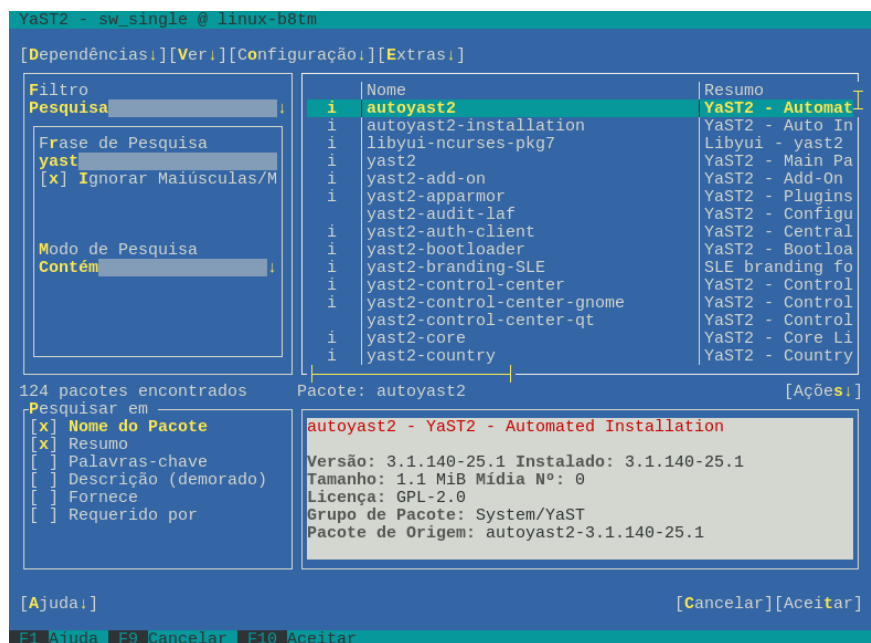 YaST2 - sw_single @ linux-b8tm
[Dependências↓][Ver↓][Configuração↓][Extras↓]
Filtro
Pesquisa ↓
Frase de Pesquisa
yast
[x] Ignorar Maiúsculas/M
Modo de Pesquisa
Contém ↓
Nome Resumo
i autoyast2 YaST2 - Automat
i autoyast2-installation YaST2 - Auto In
i libyui-ncurses-pkg7 Libyui - yast2
i yast2 YaST2 - Main Pa
i yast2-add-on YaST2 - Add-On
i yast2-apparmor YaST2 - Plugins
yast2-audit-laf YaST2 - Configu
i yast2-auth-client YaST2 - Central
i yast2-bootloader YaST2 - Bootloa
i yast2-branding-SLE SLE branding fo
i yast2-control-center YaST2 - Control
i yast2-control-center-gnome YaST2 - Control
yast2-control-center-qt YaST2 - Control
i yast2-core YaST2 - Core Li
i yast2-country YaST2 - Country
124 pacotes encontrados
Pacote: autoyast2 [Ações↓]
Pesquisar em
[x] Nome do Pacote
[x] Resumo
[ ] Palavras-chave
[ ] Descrição (demorado)
[ ] Fornece
[ ] Requerido por
autoyast2 - YaST2 - Automated Installation
Versão: 3.1.140-25.1 Instalado: 3.1.140-25.1
Tamanho: 1.1 MiB Mídia Nº: 0
Licença: GPL-2.0
Grupo de Pacote: System/YaST
Pacote de Origem: autoyast2-3.1.140-25.1
[Ajuda↓] [Cancelar][Aceitar]
F1 Ajuda F9 Cancelar F10 Aceitar